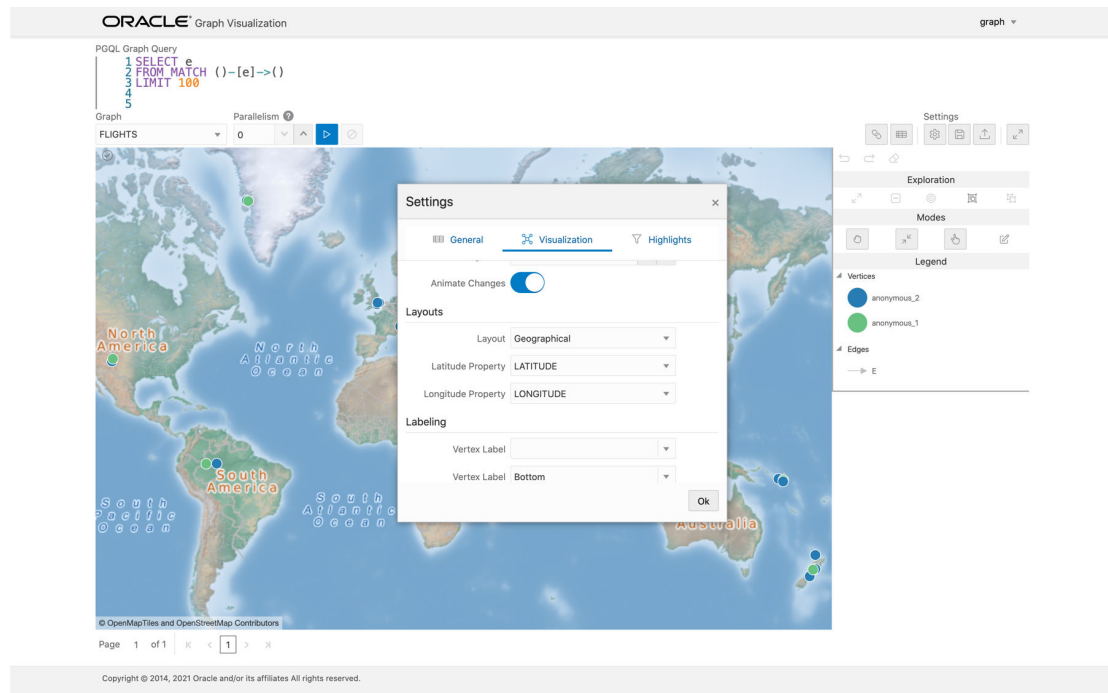 ORACLE® Graph Visualization
graph
PGQL Graph Query
1 SELECT e
2 FROM MATCH ()-[e]->()
3 LIMIT 100
4
5
Graph
Parallelism ?
Settings
FLIGHTS
0
Settings ×
General
Visualization
Highlights
Animate Changes
Layouts
Layout Geographical
Latitude Property LATITUDE
Longitude Property LONGITUDE
Labeling
Vertex Label
Vertex Label Bottom
Ok
Exploration
Modes
Legend
Vertices
anonymous_2
anonymous_1
Edges
E
North
America
North
Atlantic
Ocean
South
America
South
Pacific
Ocean
South
Atlantic
Ocean
Australia
© OpenMapTiles and OpenStreetMap Contributors
Page 1 of 1 K < 1 > X
Copyright © 2014, 2021 Oracle and/or its affiliates All rights reserved.